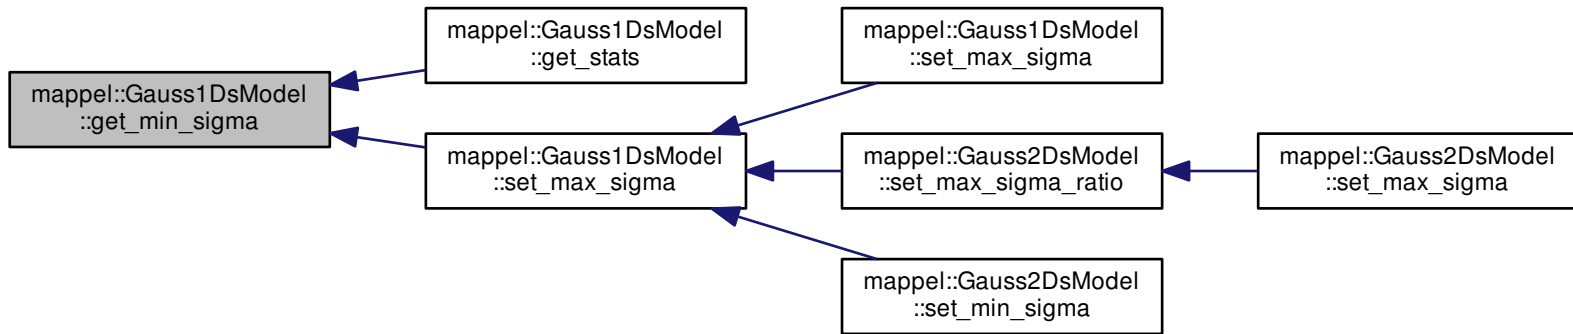 mappel::Gauss1DsModel
::get_min_sigma
mappel::Gauss1DsModel
::get_stats
mappel::Gauss1DsModel
::set_max_sigma
mappel::Gauss1DsModel
::set_max_sigma
mappel::Gauss2DsModel
::set_max_sigma_ratio
mappel::Gauss2DsModel
::set_min_sigma
mappel::Gauss2DsModel
::set_max_sigma